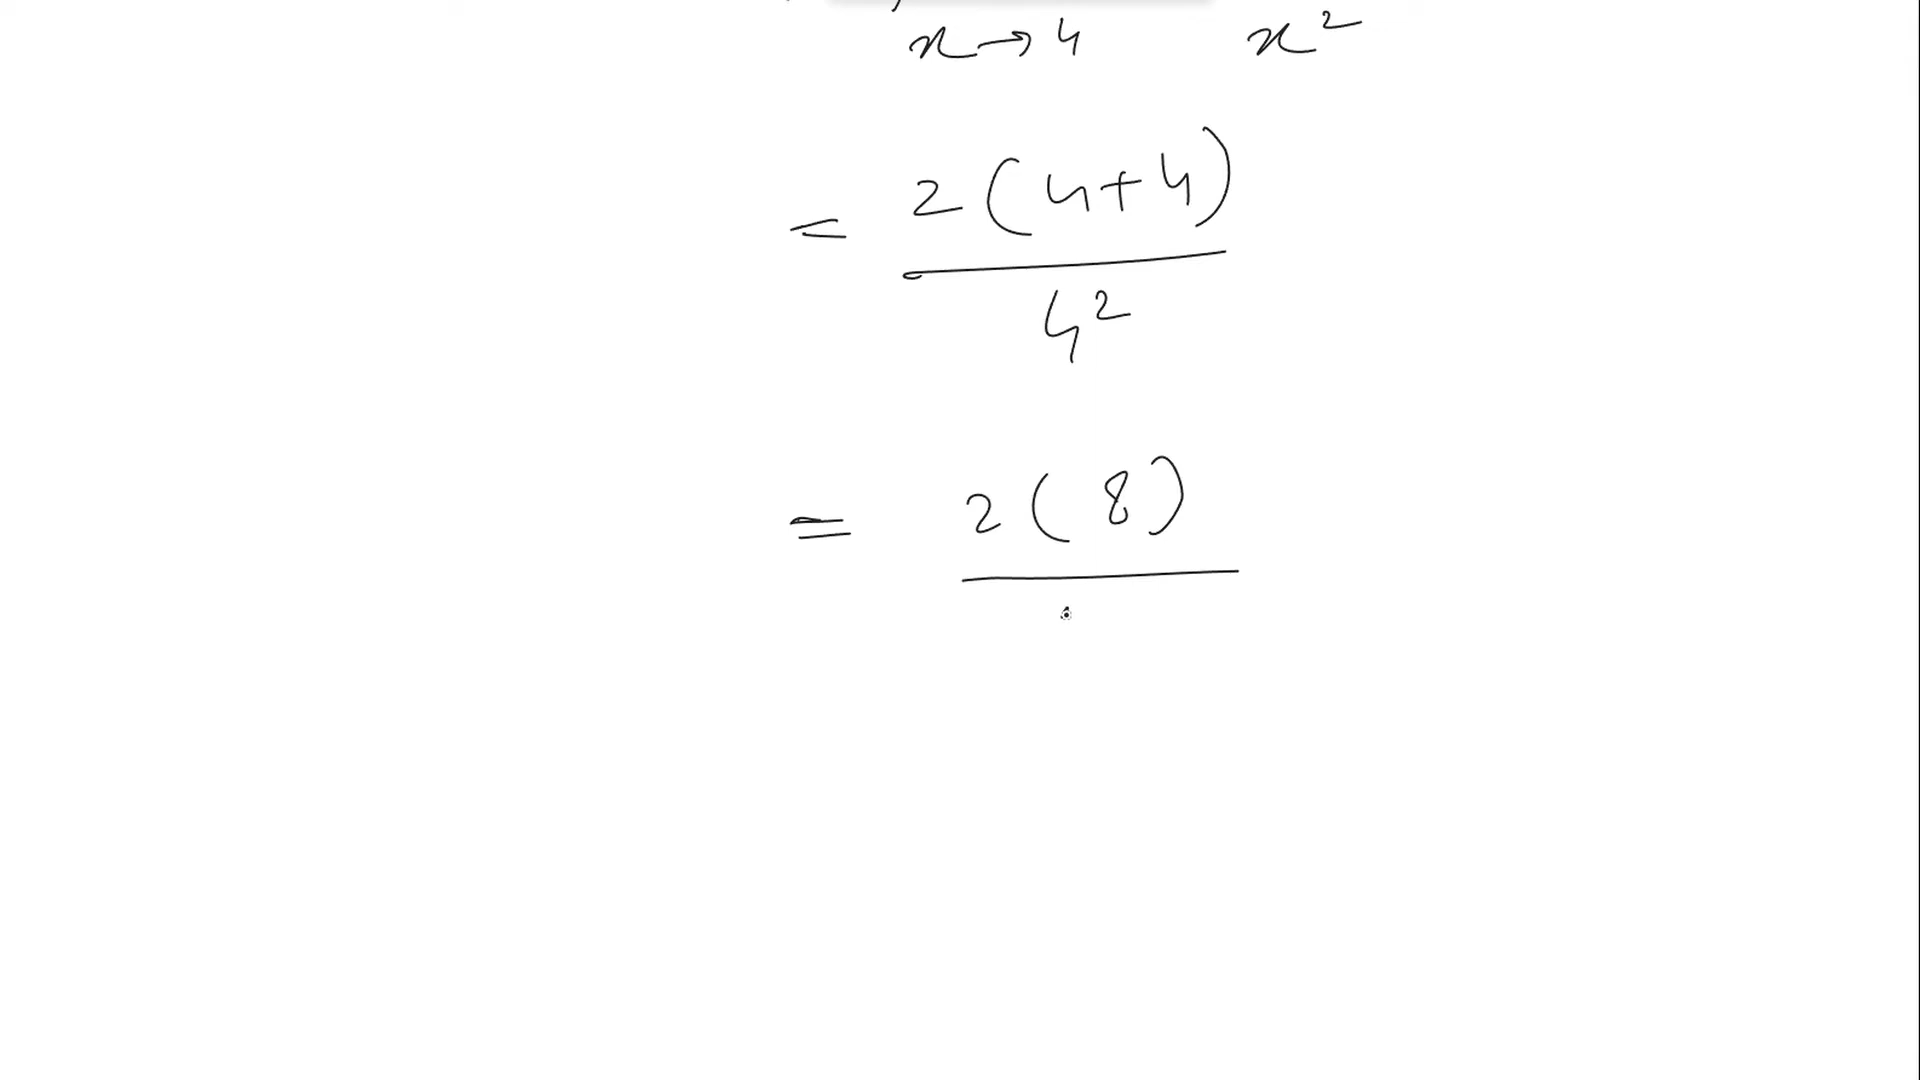 x→4 x²
= 2(4+4)
4²
= 2(8)